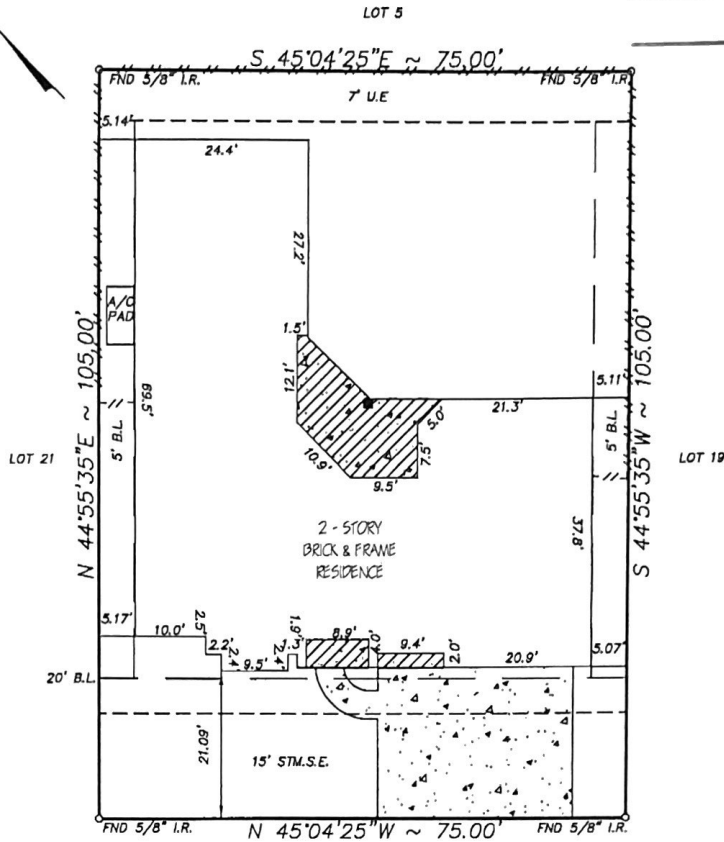 LOT 5
S 45°04'25"E ~ 75.00'
FND 5/8" I.R.
FND 5/8" I.R.
7' U.E
5.14'
24.4'
27.2'
A/C
PAD
1.5'
12.1'
N 44°55'35"E ~ 105.00'
69.5'
5' B.L.
LOT 21
10.9'
9.5'
7.5'
5.0'
21.3'
5.11'
5' B.L.
S 44°55'35"W ~ 105.00'
LOT 19
37.8'
2 - STORY
BRICK & FRAME
RESIDENCE
5.17'
10.0'
2.5'
2.2'
2.4'
9.5'
2.4'
1.3'
1.9'
8.9'
9.4'
2.0'
20.9'
5.07'
20' B.L.
21.09'
15' STM.S.E.
FND 5/8" I.R.
N 45°04'25"W ~ 75.00'
FND 5/8" I.R.